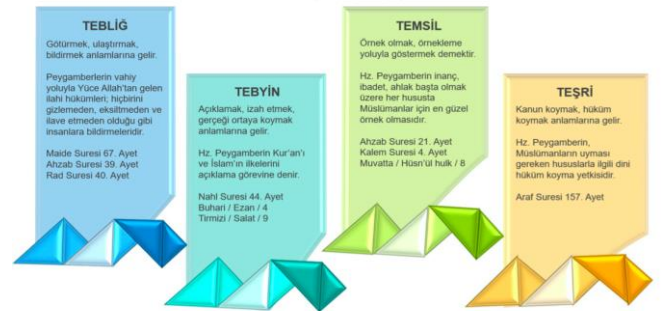 TEBLİĞ
Götürmek, ulaştırmak,
bildirmek anlamlarına gelir.
Peygamberlerin vahiy
yoluyla Yüce Allah'tan gelen
ilahi hükümleri; hiçbirini
gizlemeden, eksiltmeden ve
ilave etmeden olduğu gibi
insanlara bildirmeleridir.
Maide Suresi 67. Ayet
Ahzab Suresi 39. Ayet
Rad Suresi 40. Ayet
TEBYİN
Açıklamak, izah etmek,
gerçeği ortaya koymak
anlamlarına gelir.
Hz. Peygamberin Kur'an'ı
ve İslam'ın ilkelerini
açıklama görevine denir.
Nahl Suresi 44. Ayet
Buhari / Ezan / 4
Tirmizi / Salat / 9
TEMSİL
Örnek olmak, örnekleme
yoluyla göstermek demektir.
Hz. Peygamberin inanç,
ibadet, ahlak başta olmak
üzere her hususta
Müslümanlar için en güzel
örnek olmasıdır.
Ahzab Suresi 21. Ayet
Kalem Suresi 4. Ayet
Muvatta / Hüsn'ül hulk / 8
TEŞRİ
Kanun koymak, hüküm
koymak anlamlarına gelir.
Hz. Peygamberin,
Müslümanların uyması
gereken hususlarla ilgili dini
hüküm koyma yetkisidir.
Araf Suresi 157. Ayet